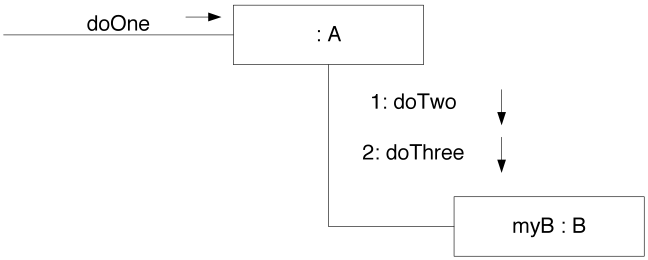 doOne
: A
1: doTwo
2: doThree
myB : B